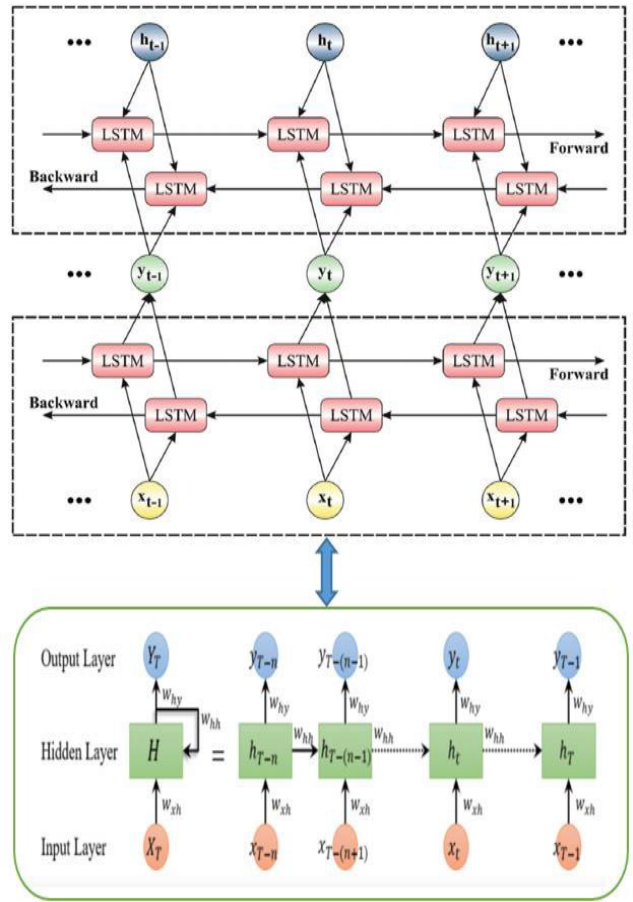 ••• h_{t-1} h_t h_{t+1} •••
LSTM LSTM LSTM
Forward
Backward
LSTM LSTM LSTM
••• y_{t-1} y_t y_{t+1} •••
LSTM LSTM LSTM
Forward
Backward
LSTM LSTM LSTM
••• x_{t-1} x_t x_{t+1} •••
Output Layer Y_T y_{T-n} y_{T-(n-1)} y_t y_{T-1}
w_{hy} w_{hy} w_{hy} w_{hy} w_{hy}
w_{hh} w_{hh} w_{hh} w_{hh}
Hidden Layer H = h_{T-n} h_{T-(n-1)} h_t h_T
w_{xh} w_{xh} w_{xh} w_{xh} w_{xh}
Input Layer X_T x_{T-n} x_{T-(n+1)} x_t x_{T-1}